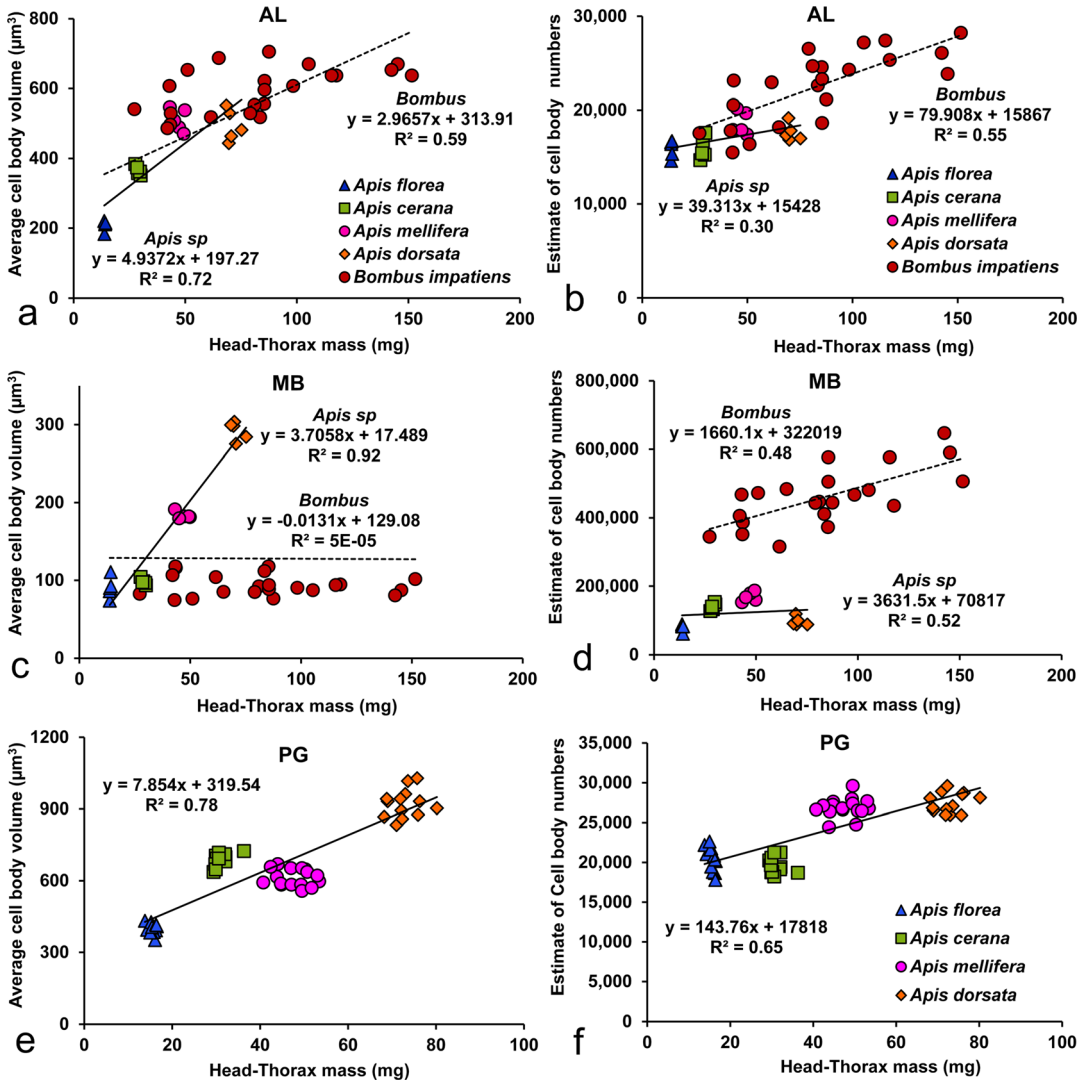 AL
Average cell body volume (µm³)
800
600
400
200
0
Bombus
y = 2.9657x + 313.91
R² = 0.59
Apis florea
Apis cerana
Apis mellifera
Apis dorsata
Bombus impatiens
Apis sp
y = 4.9372x + 197.27
R² = 0.72
0 50 100 150 200
Head-Thorax mass (mg)
a
AL
Estimate of cell body numbers
30,000
20,000
10,000
0
Bombus
y = 79.908x + 15867
R² = 0.55
Apis sp
y = 39.313x + 15428
R² = 0.30
Apis florea
Apis cerana
Apis mellifera
Apis dorsata
Bombus impatiens
0 50 100 150 200
Head-Thorax mass (mg)
b
MB
Average cell body volume (µm³)
300
200
100
0
Apis sp
y = 3.7058x + 17.489
R² = 0.92
Bombus
y = -0.0131x + 129.08
R² = 5E-05
0 50 100 150 200
Head-Thorax mass (mg)
c
MB
Estimate of cell body numbers
800,000
600,000
400,000
200,000
0
Bombus
y = 1660.1x + 322019
R² = 0.48
Apis sp
y = 3631.5x + 70817
R² = 0.52
0 50 100 150 200
Head-Thorax mass (mg)
d
PG
Average cell body volume (µm³)
1200
900
600
300
0
y = 7.854x + 319.54
R² = 0.78
0 20 40 60 80 100
Head-Thorax mass (mg)
e
PG
Estimate of Cell body numbers
35,000
30,000
25,000
20,000
15,000
10,000
5,000
0
y = 143.76x + 17818
R² = 0.65
Apis florea
Apis cerana
Apis mellifera
Apis dorsata
0 20 40 60 80 100
Head-Thorax mass (mg)
f